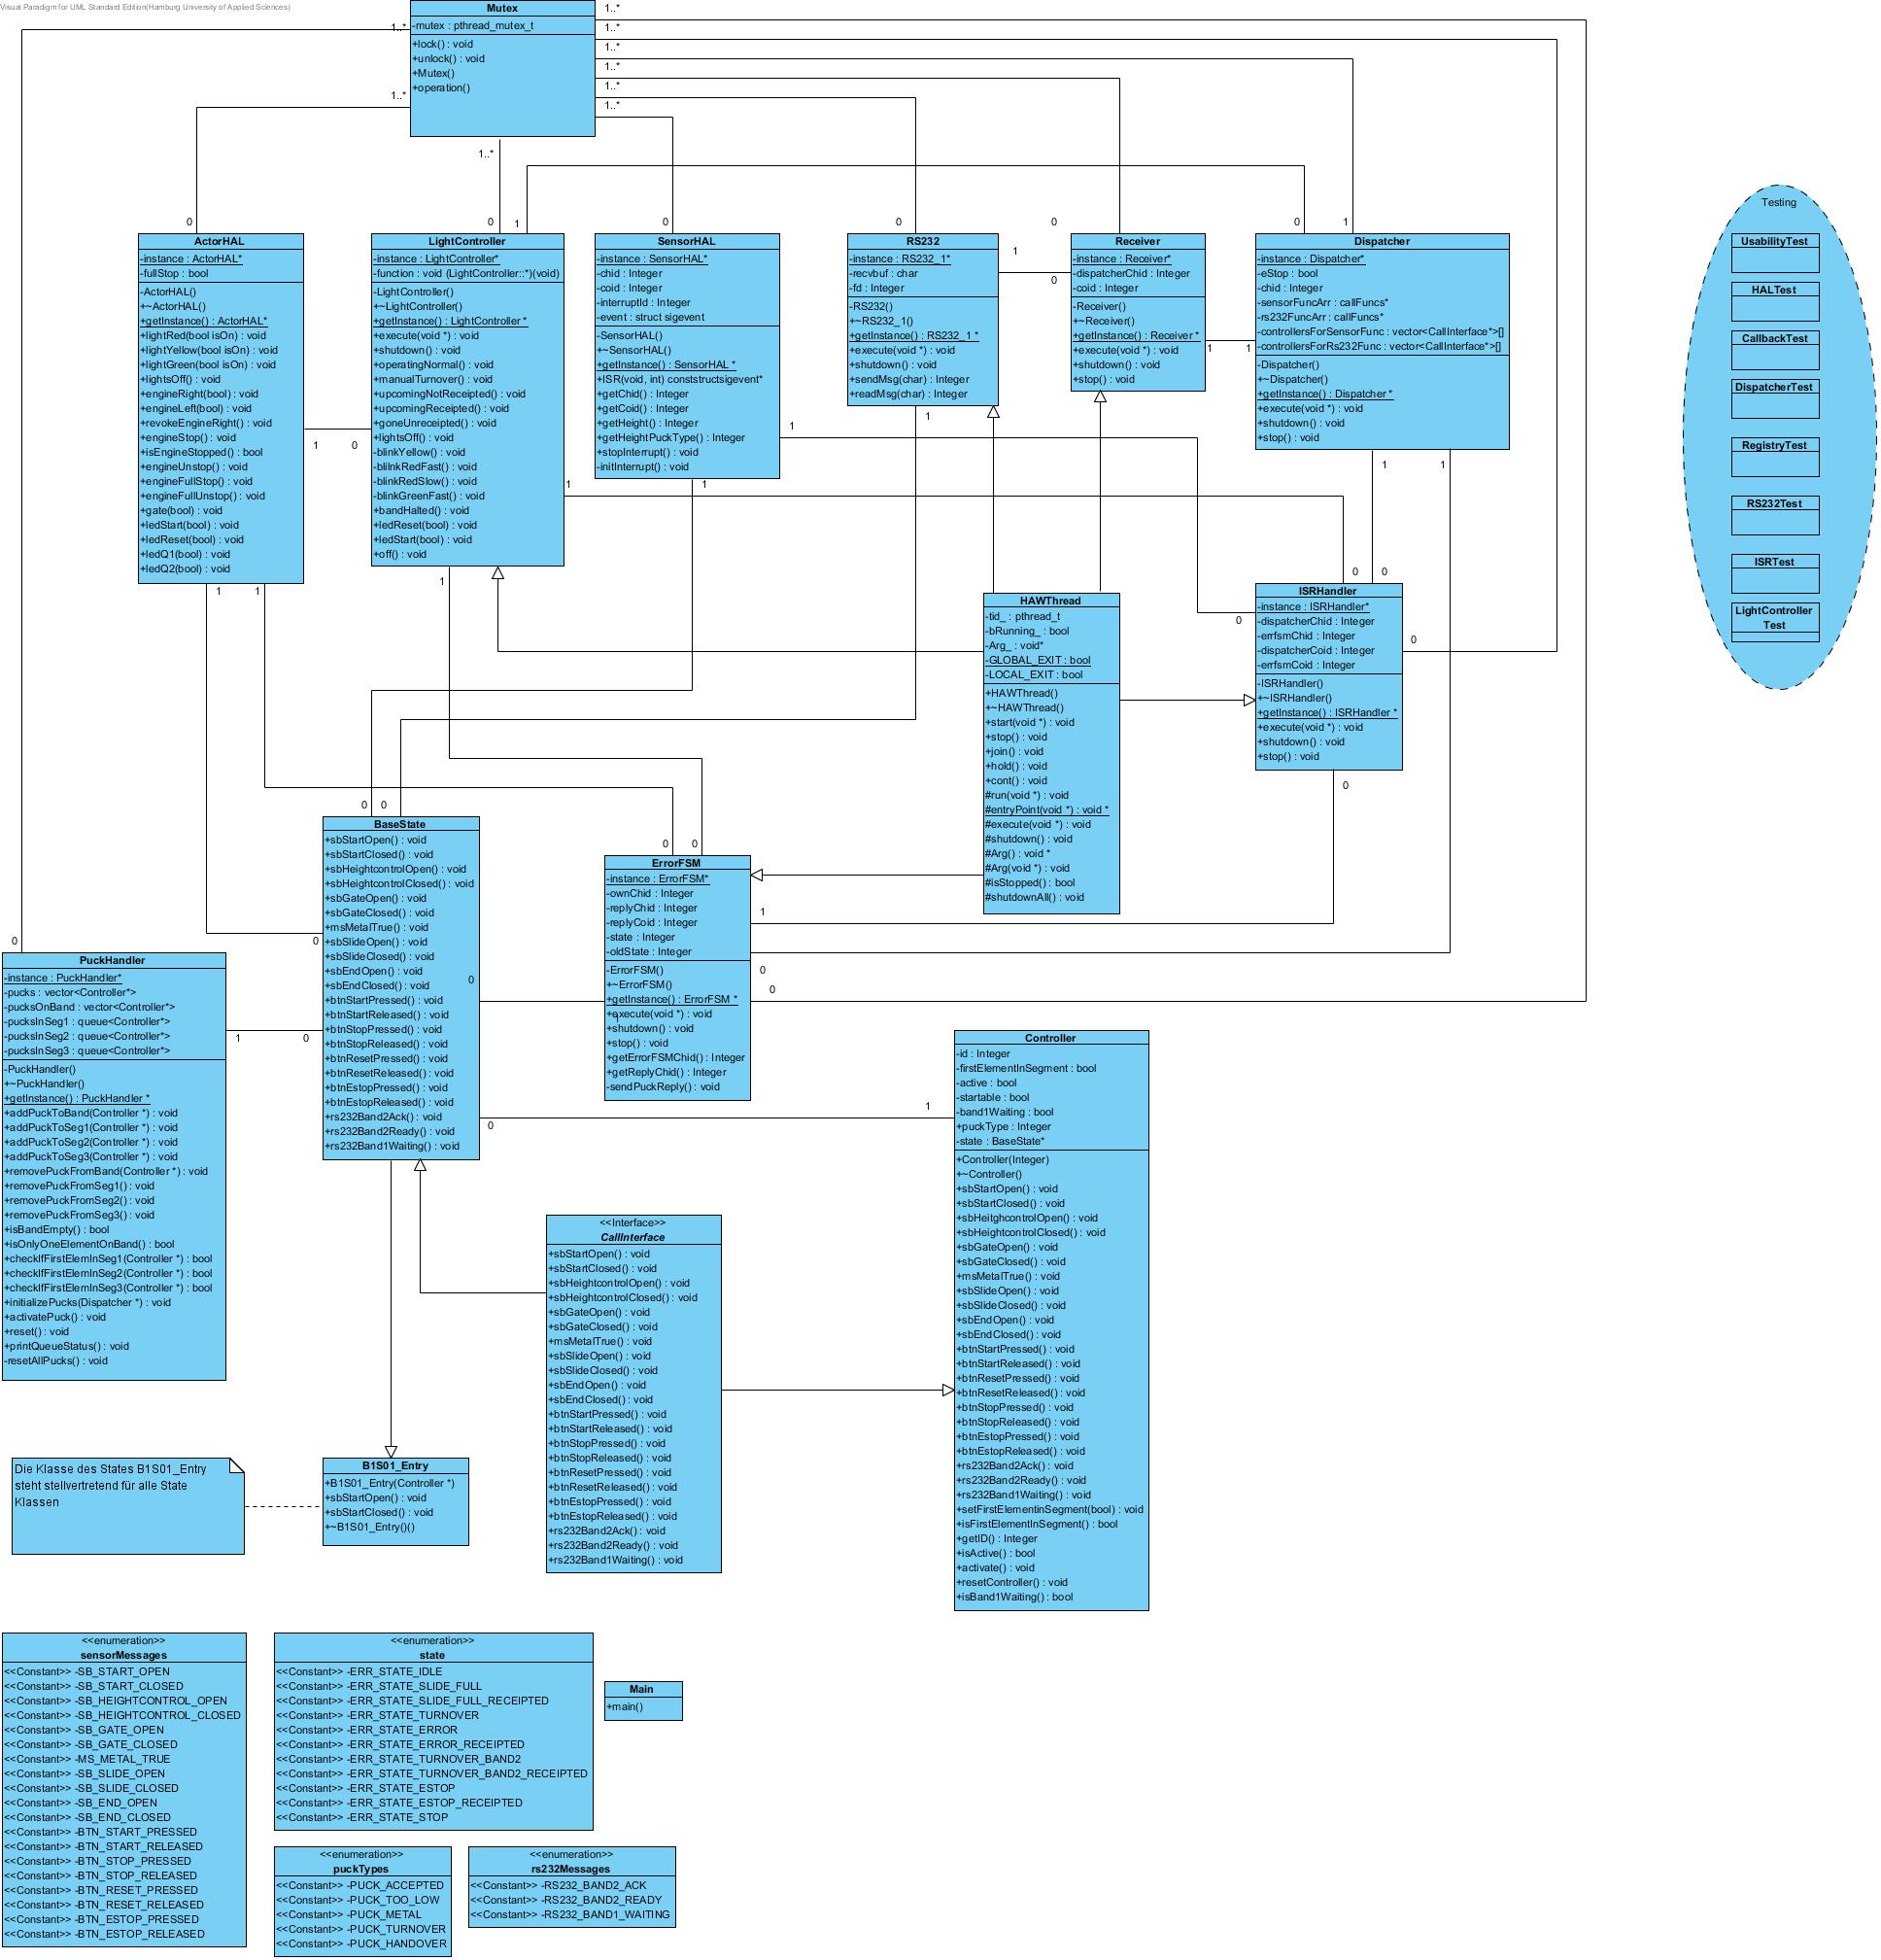 Visual Paradigm for UML Standard Edition(Hamburg University of Applied Sciences)
Mutex
-mutex : pthread_mutex_t
+lock() : void
+unlock() : void
+Mutex()
+operation()
1..*
1..*
1..*
1..*
1..*
1..*
1..*
1..*
1..*
0
0
1
0
0
0
0
1
ActorHAL
-instance : ActorHAL*
-fullStop : bool
-ActorHAL()
+~ActorHAL()
+getInstance() : ActorHAL*
+lightRed(bool isOn) : void
+lightYellow(bool isOn) : void
+lightGreen(bool isOn) : void
+lightsOff() : void
+engineRight(bool) : void
+engineLeft(bool) : void
+revokeEngineRight() : void
+engineStop() : void
+isEngineStopped() : bool
+engineUnstop() : void
+engineFullStop() : void
+engineFullUnstop() : void
+gate(bool) : void
+ledStart(bool) : void
+ledReset(bool) : void
+ledQ1(bool) : void
+ledQ2(bool) : void
1
0
1
1
LightController
-instance : LightController*
-function : void (LightController::*)(void)
-LightController()
+~LightController()
+getInstance() : LightController *
+execute(void *) : void
+shutdown() : void
+operatingNormal() : void
+manualTurnover() : void
+upcomingNotReceipted() : void
+upcomingReceipted() : void
+goneUnreceipted() : void
+lightsOff() : void
-blinkYellow() : void
-blilnkRedFast() : void
-blinkRedSlow() : void
-blinkGreenFast() : void
+bandHalted() : void
+ledReset(bool) : void
+ledStart(bool) : void
+off() : void
1
1
SensorHAL
-instance : SensorHAL*
-chid : Integer
-coid : Integer
-interruptId : Integer
-event : struct sigevent
-SensorHAL()
+~SensorHAL()
+getInstance() : SensorHAL *
+ISR(void, int) conststructsigevent*
+getChid() : Integer
+getCoid() : Integer
+getHeight() : Integer
+getHeightPuckType() : Integer
+stopInterrupt() : void
-initInterrupt() : void
1
1
RS232
-instance : RS232_1*
-recvbuf : char
-fd : Integer
-RS232()
+~RS232_1()
+getInstance() : RS232_1 *
+execute(void *) : void
+shutdown() : void
+sendMsg(char) : Integer
+readMsg(char) : Integer
1
1
0
Receiver
-instance : Receiver*
-dispatcherChid : Integer
-coid : Integer
-Receiver()
+~Receiver()
+getInstance() : Receiver *
+execute(void *) : void
+shutdown() : void
+stop() : void
1
1
Dispatcher
-instance : Dispatcher*
-eStop : bool
-chid : Integer
-sensorFuncArr : callFuncs*
-rs232FuncArr : callFuncs*
-controllersForSensorFunc : vector<CallInterface*>[]
-controllersForRs232Func : vector<CallInterface*>[]
-Dispatcher()
+~Dispatcher()
+getInstance() : Dispatcher *
+execute(void *) : void
+shutdown() : void
+stop() : void
1
1
Testing
UsabilityTest
HALTest
CallbackTest
DispatcherTest
RegistryTest
RS232Test
ISRTest
LightController
Test
HAWThread
-tid_ : pthread_t
-bRunning_ : bool
-Arg_ : void*
-GLOBAL_EXIT : bool
-LOCAL_EXIT : bool
+HAWThread()
+~HAWThread()
+start(void *) : void
+stop() : void
+join() : void
+hold() : void
+cont() : void
#run(void *) : void
#entryPoint(void *) : void *
#execute(void *) : void
#shutdown() : void
#Arg() : void *
#Arg(void *) : void
#isStopped() : bool
#shutdownAll() : void
0
0
0
0
ISRHandler
-instance : ISRHandler*
-dispatcherChid : Integer
-errfsmChid : Integer
-dispatcherCoid : Integer
-errfsmCoid : Integer
-ISRHandler()
+~ISRHandler()
+getInstance() : ISRHandler *
+execute(void *) : void
+shutdown() : void
+stop() : void
0
0
0
BaseState
+sbStartOpen() : void
+sbStartClosed() : void
+sbHeightcontrolOpen() : void
+sbHeightcontrolClosed() : void
+sbGateOpen() : void
+sbGateClosed() : void
+msMetalTrue() : void
+sbSlideOpen() : void
+sbSlideClosed() : void
+sbEndOpen() : void
+sbEndClosed() : void
+btnStartPressed() : void
+btnStartReleased() : void
+btnStopPressed() : void
+btnStopReleased() : void
+btnResetPressed() : void
+btnResetReleased() : void
+btnEstopPressed() : void
+btnEstopReleased() : void
+rs232Band2Ack() : void
+rs232Band2Ready() : void
+rs232Band1Waiting() : void
0
0
0
0
0
ErrorFSM
-instance : ErrorFSM*
-ownChid : Integer
-replyChid : Integer
-replyCoid : Integer
-state : Integer
-oldState : Integer
-ErrorFSM()
+~ErrorFSM()
+getInstance() : ErrorFSM *
+execute(void *) : void
+shutdown() : void
+stop() : void
+getErrorFSMChid() : Integer
+getReplyChid() : Integer
-sendPuckReply() : void
1
1
0
0
0
PuckHandler
-instance : PuckHandler*
-pucks : vector<Controller*>
-pucksOnBand : vector<Controller*>
-pucksInSeg1 : queue<Controller*>
-pucksInSeg2 : queue<Controller*>
-pucksInSeg3 : queue<Controller*>
-PuckHandler()
+~PuckHandler()
+getInstance() : PuckHandler *
+addPuckToBand(Controller *) : void
+addPuckToSeg1(Controller *) : void
+addPuckToSeg2(Controller *) : void
+addPuckToSeg3(Controller *) : void
+removePuckFromBand(Controller *) : void
+removePuckFromSeg1() : void
+removePuckFromSeg2() : void
+removePuckFromSeg3() : void
+isBandEmpty() : bool
+isOnlyOneElementOnBand() : bool
+checkIfFirstElemInSeg1(Controller *) : bool
+checkIfFirstElemInSeg2(Controller *) : bool
+checkIfFirstElemInSeg3(Controller *) : bool
+initializePucks(Dispatcher *) : void
+activatePuck() : void
+reset() : void
+printQueueStatus() : void
-resetAllPucks() : void
1
0
0
1
Controller
-id : Integer
-firstElementInSegment : bool
-active : bool
-startable : bool
-band1Waiting : bool
+puckType : Integer
-state : BaseState*
+Controller(Integer)
+~Controller()
+sbStartOpen() : void
+sbStartClosed() : void
+sbHeitghcontrolOpen() : void
+sbHeightcontrolClosed() : void
+sbGateOpen() : void
+sbGateClosed() : void
+msMetalTrue() : void
+sbSlideOpen() : void
+sbSlideClosed() : void
+sbEndOpen() : void
+sbEndClosed() : void
+btnStartPressed() : void
+btnStartReleased() : void
+btnResetPressed() : void
+btnResetReleased() : void
+btnStopPressed() : void
+btnStopReleased() : void
+btnEstopPressed() : void
+btnEstopReleased() : void
+rs232Band2Ack() : void
+rs232Band2Ready() : void
+rs232Band1Waiting() : void
+setFirstElementinSegment(bool) : void
+isFirstElementInSegment() : bool
+getID() : Integer
+isActive() : bool
+activate() : void
+resetController() : void
+isBand1Waiting() : bool
<<Interface>>
CallInterface
+sbStartOpen() : void
+sbStartClosed() : void
+sbHeightcontrolOpen() : void
+sbHeightcontrolClosed() : void
+sbGateOpen() : void
+sbGateClosed() : void
+msMetalTrue() : void
+sbSlideOpen() : void
+sbSlideClosed() : void
+sbEndOpen() : void
+sbEndClosed() : void
+btnStartPressed() : void
+btnStartReleased() : void
+btnStopPressed() : void
+btnStopReleased() : void
+btnResetPressed() : void
+btnResetReleased() : void
+btnEstopPressed() : void
+btnEstopReleased() : void
+rs232Band2Ack() : void
+rs232Band2Ready() : void
+rs232Band1Waiting() : void
Die Klasse des States B1S01_Entry
steht stellvertretend für alle State
Klassen
B1S01_Entry
+B1S01_Entry(Controller *)
+sbStartOpen() : void
+sbStartClosed() : void
+~B1S01_Entry()()
<<enumeration>>
sensorMessages
<<Constant>> -SB_START_OPEN
<<Constant>> -SB_START_CLOSED
<<Constant>> -SB_HEIGHTCONTROL_OPEN
<<Constant>> -SB_HEIGHTCONTROL_CLOSED
<<Constant>> -SB_GATE_OPEN
<<Constant>> -SB_GATE_CLOSED
<<Constant>> -MS_METAL_TRUE
<<Constant>> -SB_SLIDE_OPEN
<<Constant>> -SB_SLIDE_CLOSED
<<Constant>> -SB_END_OPEN
<<Constant>> -SB_END_CLOSED
<<Constant>> -BTN_START_PRESSED
<<Constant>> -BTN_START_RELEASED
<<Constant>> -BTN_STOP_PRESSED
<<Constant>> -BTN_STOP_RELEASED
<<Constant>> -BTN_RESET_PRESSED
<<Constant>> -BTN_RESET_RELEASED
<<Constant>> -BTN_ESTOP_PRESSED
<<Constant>> -BTN_ESTOP_RELEASED
<<enumeration>>
state
<<Constant>> -ERR_STATE_IDLE
<<Constant>> -ERR_STATE_SLIDE_FULL
<<Constant>> -ERR_STATE_SLIDE_FULL_RECEIPTED
<<Constant>> -ERR_STATE_TURNOVER
<<Constant>> -ERR_STATE_ERROR
<<Constant>> -ERR_STATE_ERROR_RECEIPTED
<<Constant>> -ERR_STATE_TURNOVER_BAND2
<<Constant>> -ERR_STATE_TURNOVER_BAND2_RECEIPTED
<<Constant>> -ERR_STATE_ESTOP
<<Constant>> -ERR_STATE_ESTOP_RECEIPTED
<<Constant>> -ERR_STATE_STOP
Main
+main()
<<enumeration>>
puckTypes
<<Constant>> -PUCK_ACCEPTED
<<Constant>> -PUCK_TOO_LOW
<<Constant>> -PUCK_METAL
<<Constant>> -PUCK_TURNOVER
<<Constant>> -PUCK_HANDOVER
<<enumeration>>
rs232Messages
<<Constant>> -RS232_BAND2_ACK
<<Constant>> -RS232_BAND2_READY
<<Constant>> -RS232_BAND1_WAITING